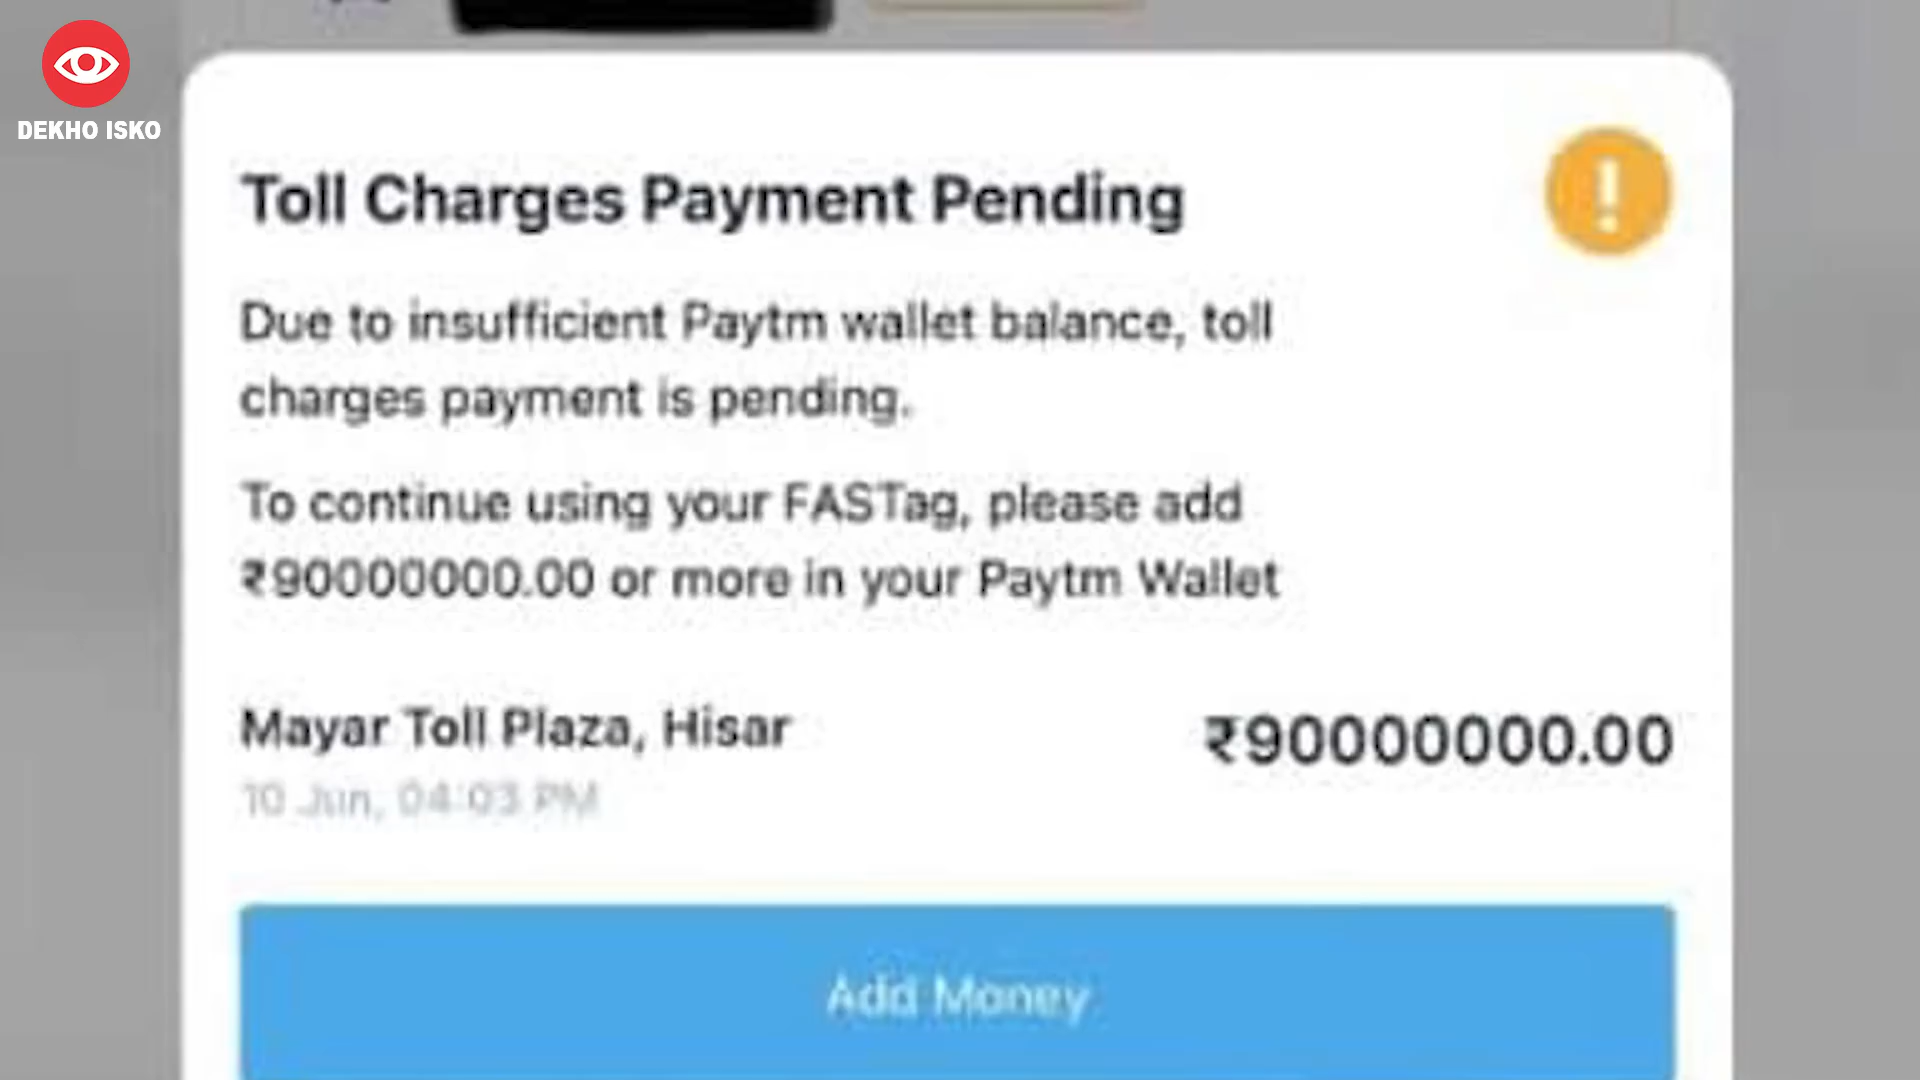 DEKHO ISKO
Toll Charges Payment Pending
Due to insufficient Paytm wallet balance, toll
charges payment is pending.
To continue using your FASTag, please add
₹90000000.00 or more in your Paytm Wallet
Mayar Toll Plaza, Hisar
₹90000000.00
10 Jun, 04:03 PM
Add Money